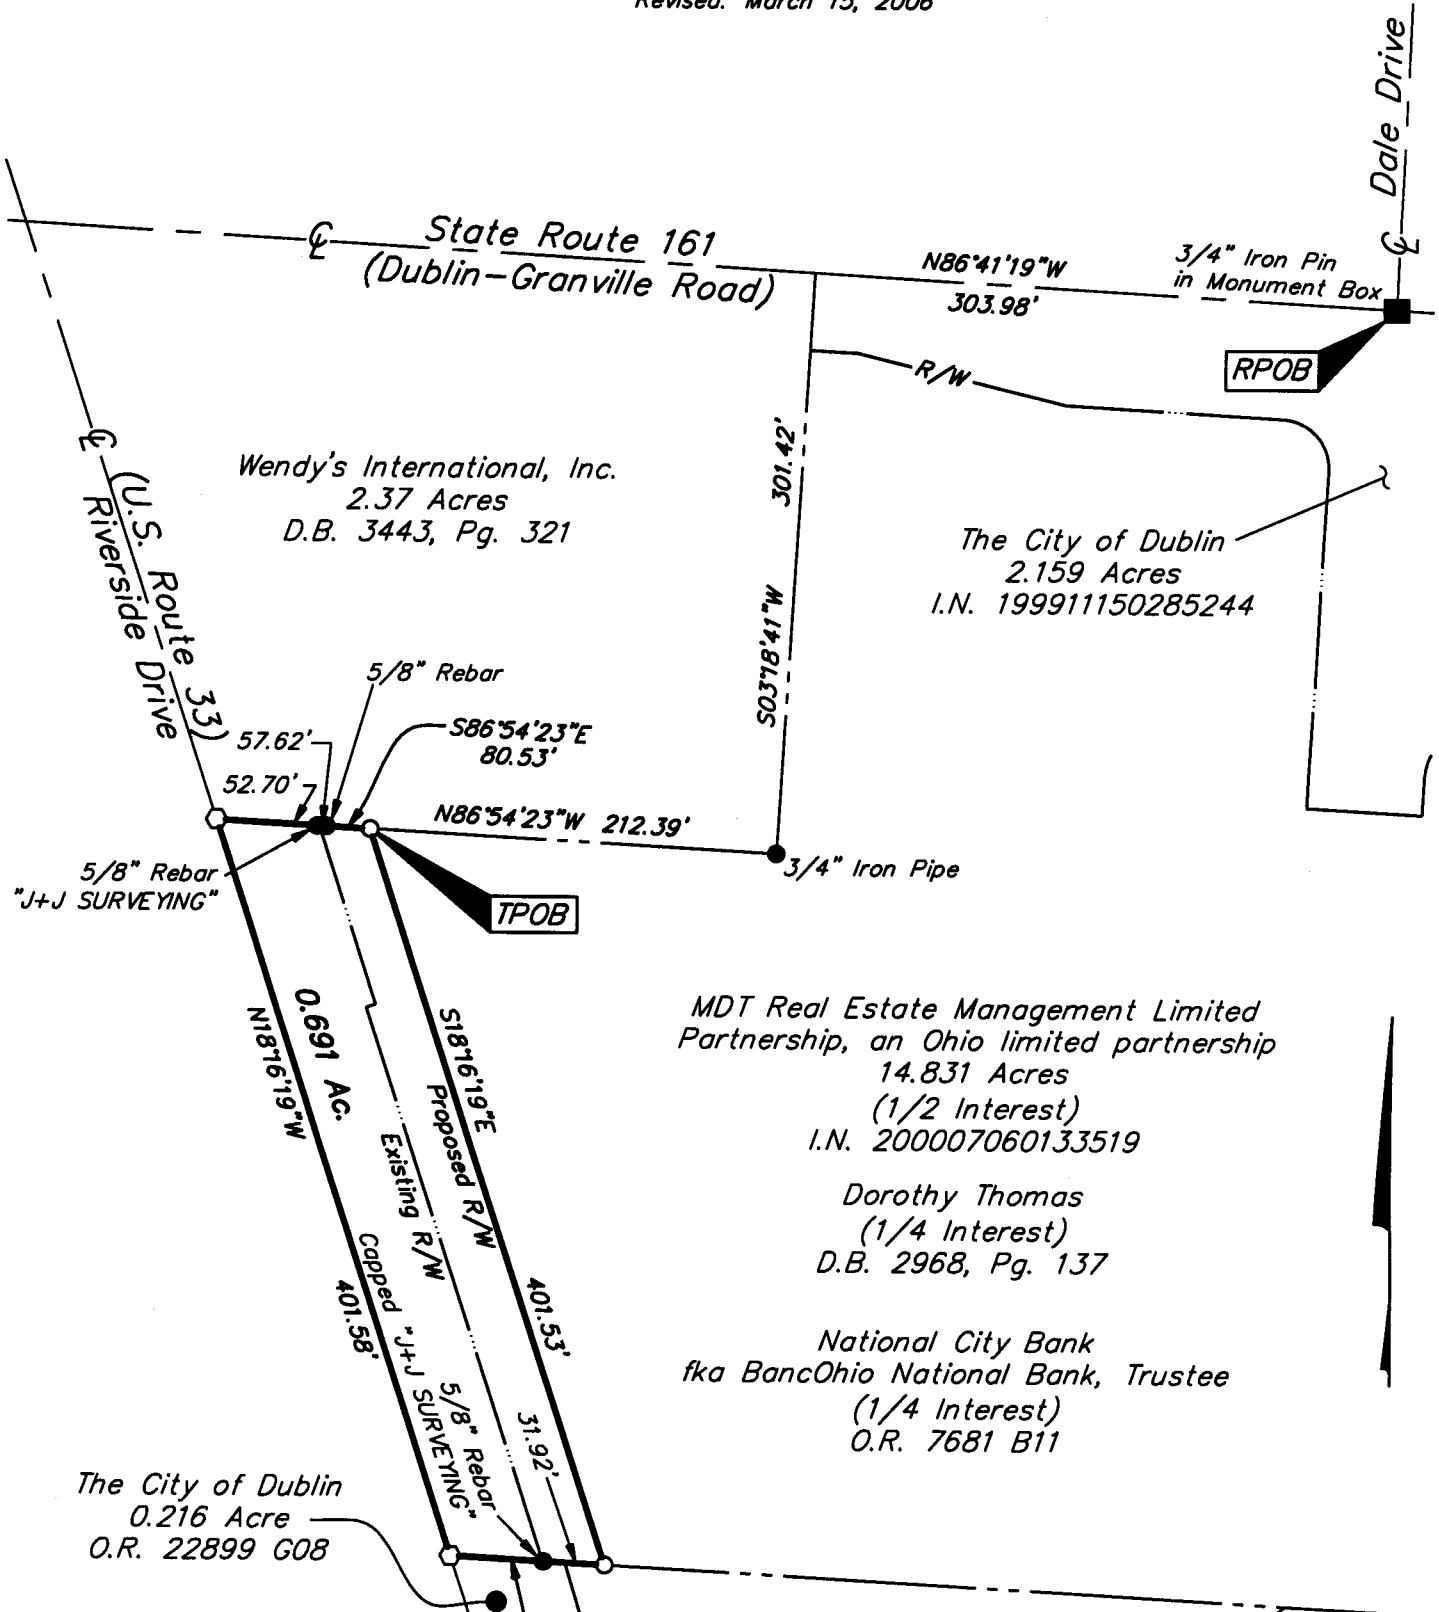 Revised: March 15, 2006
Dale Drive
State Route 161
(Dublin-Granville Road)
N86°41'19"W
303.98'
3/4" Iron Pin
in Monument Box
RPOB
R/W
Wendy's International, Inc.
2.37 Acres
D.B. 3443, Pg. 321
301.42'
S03°18'41"W
The City of Dublin
2.159 Acres
I.N. 199911150285244
(U.S. Route 33)
Riverside Drive
5/8" Rebar
57.62'
S86°54'23"E
80.53'
52.70'
N86°54'23"W 212.39'
5/8" Rebar
"J+J SURVEYING"
3/4" Iron Pipe
TPOB
0.691 Ac.
N18°16'19"W
401.58'
S18°16'19"E
401.53'
Proposed R/W
Existing R/W
MDT Real Estate Management Limited
Partnership, an Ohio limited partnership
14.831 Acres
(1/2 Interest)
I.N. 200007060133519
Dorothy Thomas
(1/4 Interest)
D.B. 2968, Pg. 137
National City Bank
fka BancOhio National Bank, Trustee
(1/4 Interest)
O.R. 7681 B11
5/8" Rebar
Capped "J+J SURVEYING"
31.92'
The City of Dublin
0.216 Acre
O.R. 22899 G08